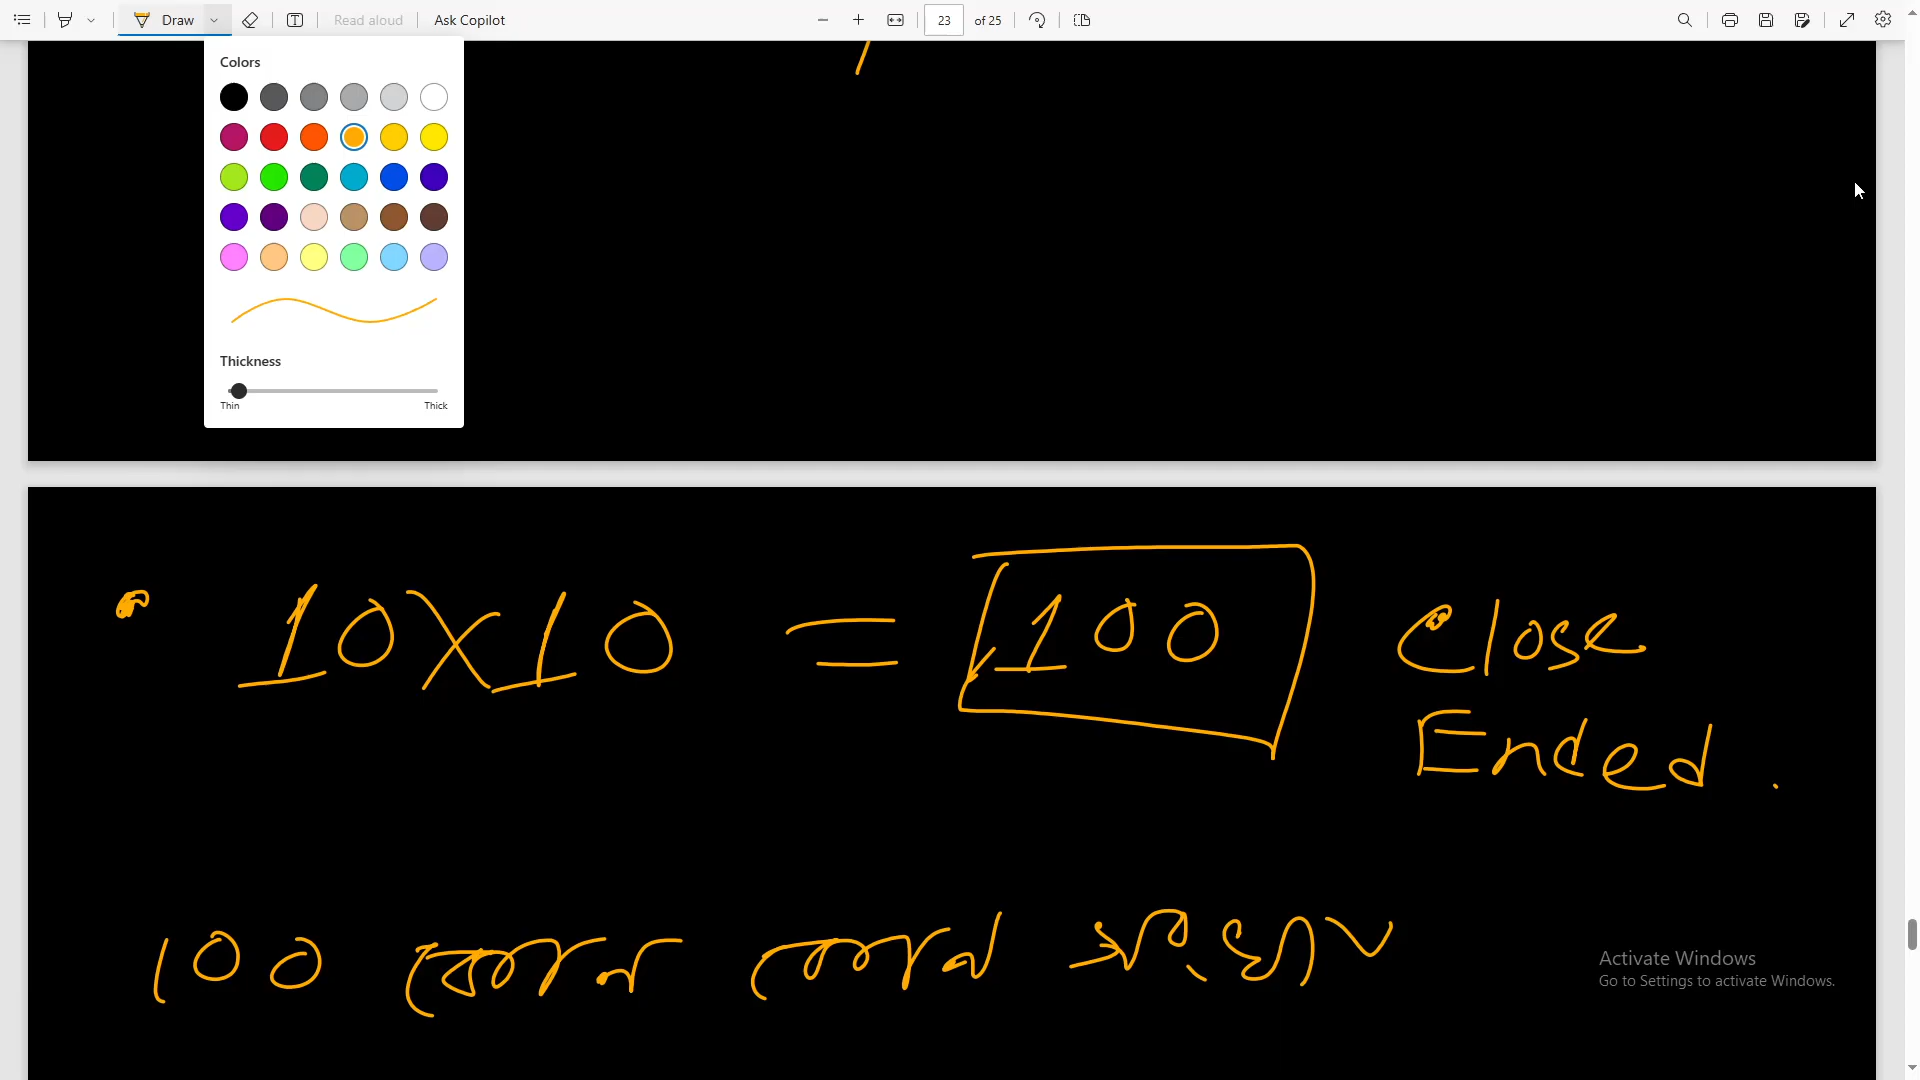 Draw
Read aloud
Ask Copilot
23 of 25
Colors
Thickness
Thin
Thick
10X10 = 100 Close
Ended.
100 কোন কোন সংখ্যার
Activate Windows
Go to Settings to activate Windows.